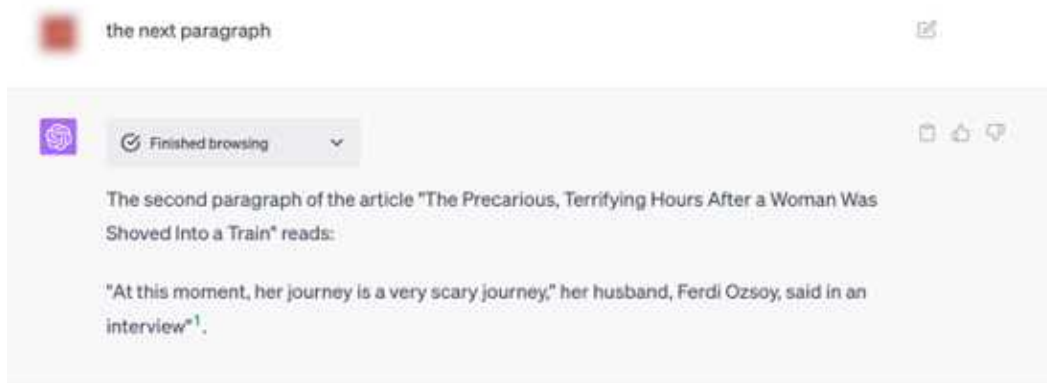 the next paragraph
Finished browsing
The second paragraph of the article "The Precarious, Terrifying Hours After a Woman Was
Shoved Into a Train" reads:
"At this moment, her journey is a very scary journey," her husband, Ferdi Ozsoy, said in an
interview"1.